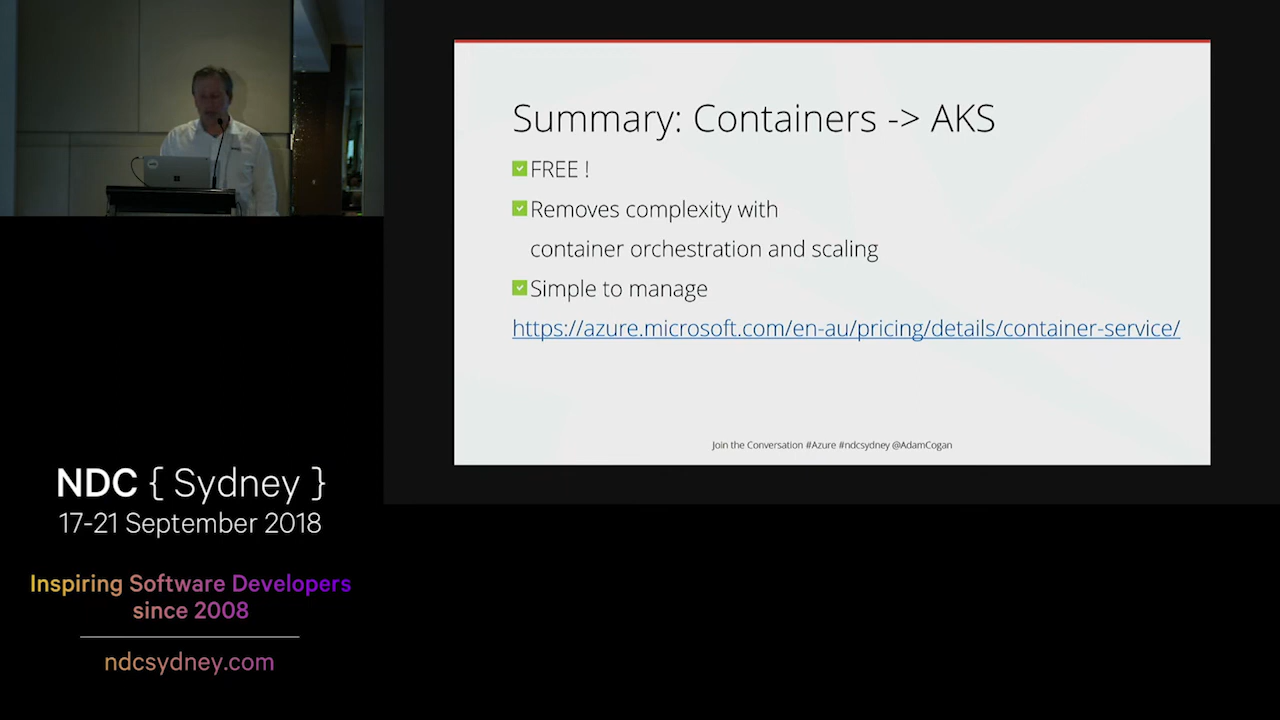 Summary: Containers -> AKS
FREE !
Removes complexity with
container orchestration and scaling
Simple to manage
https://azure.microsoft.com/en-au/pricing/details/container-service/
Join the Conversation #Azure #ndcsydney @AdamCogan
NDC { Sydney }
17-21 September 2018
Inspiring Software Developers
since 2008
ndcsydney.com